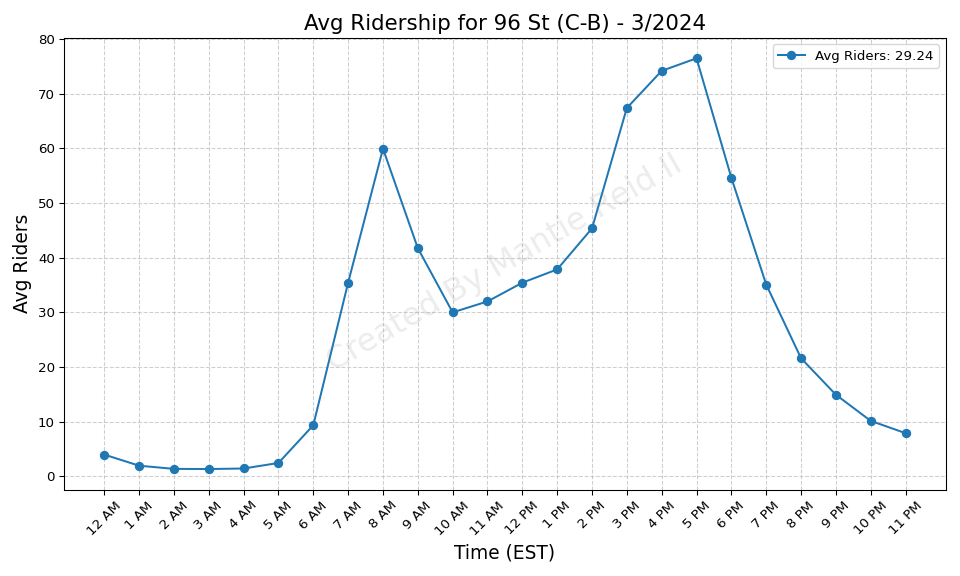 Avg Ridership for 96 St (C-B) - 3/2024
Avg Riders: 29.24
80
70
60
50
40
30
20
10
0
Avg Riders
Created By Mantie Reid II
12 AM
1 AM
2 AM
3 AM
4 AM
5 AM
6 AM
7 AM
8 AM
9 AM
10 AM
11 AM
12 PM
1 PM
2 PM
3 PM
4 PM
5 PM
6 PM
7 PM
8 PM
9 PM
10 PM
11 PM
Time (EST)